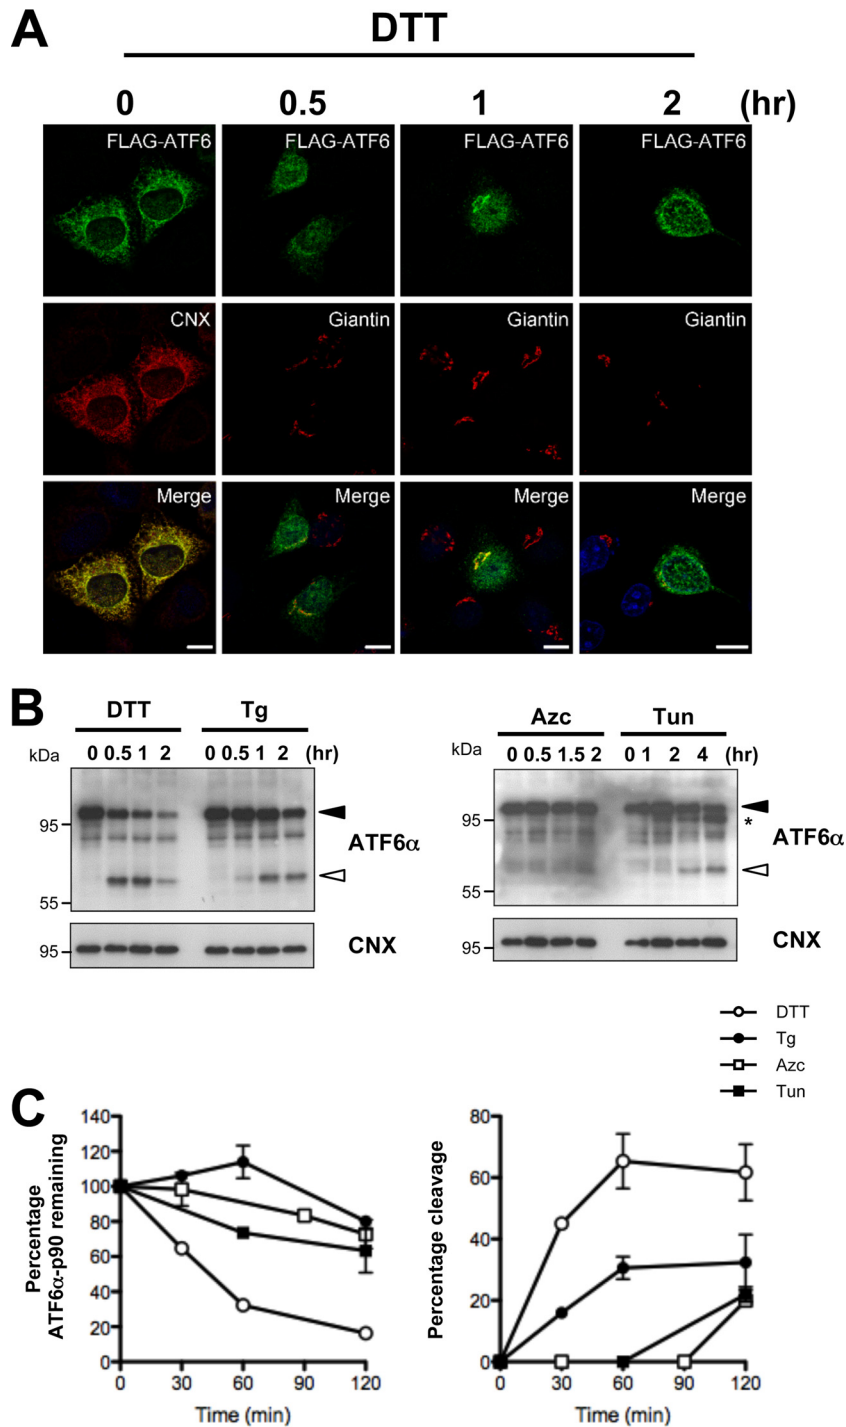 A
DTT
0 0.5 1 2 (hr)
FLAG-ATF6 FLAG-ATF6 FLAG-ATF6 FLAG-ATF6
CNX Giantin Giantin Giantin
Merge Merge Merge Merge
B
DTT Tg
kDa 0 0.5 1 2 0 0.5 1 2 (hr)
95
ATF6α
55
95 CNX
Azc Tun
kDa 0 0.5 1.5 2 0 1 2 4 (hr)
95 *
ATF6α
55
95 CNX
DTT
Tg
Azc
Tun
C
Percentage
ATF6α-p90 remaining
140
120
100
80
60
40
20
0
0 30 60 90 120
Time (min)
Percentage cleavage
80
60
40
20
0
0 30 60 90 120
Time (min)